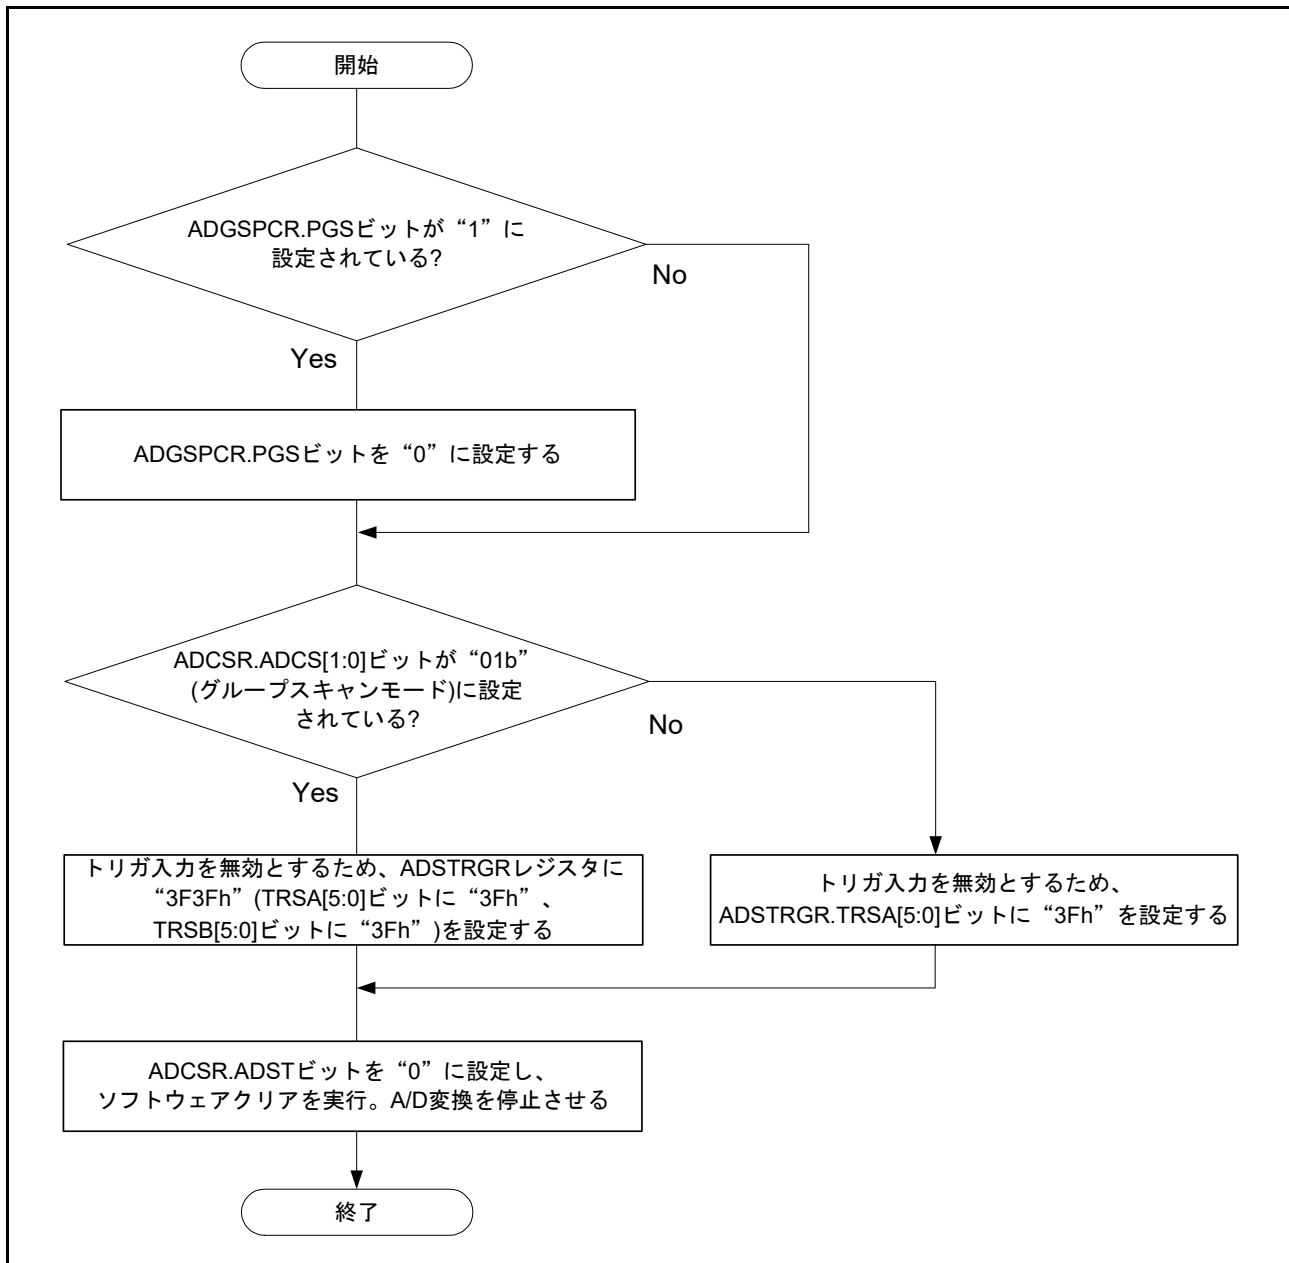 開始
ADGSPCR.PGSビットが“1”に
設定されている?
No
Yes
ADGSPCR.PGSビットを“0”に設定する
ADCSR.ADCS[1:0]ビットが“01b”
(グループスキャンモード)に設定
されている?
No
Yes
トリガ入力を無効とするため、ADSTRGRレジスタに
“3F3Fh” (TRSA[5:0]ビットに“3Fh” 、
TRSB[5:0]ビットに“3Fh” )を設定する
トリガ入力を無効とするため、
ADSTRGR.TRSA[5:0]ビットに“3Fh” を設定する
ADCSR.ADSTビットを“0”に設定し、
ソフトウェアクリアを実行。A/D変換を停止させる
終了